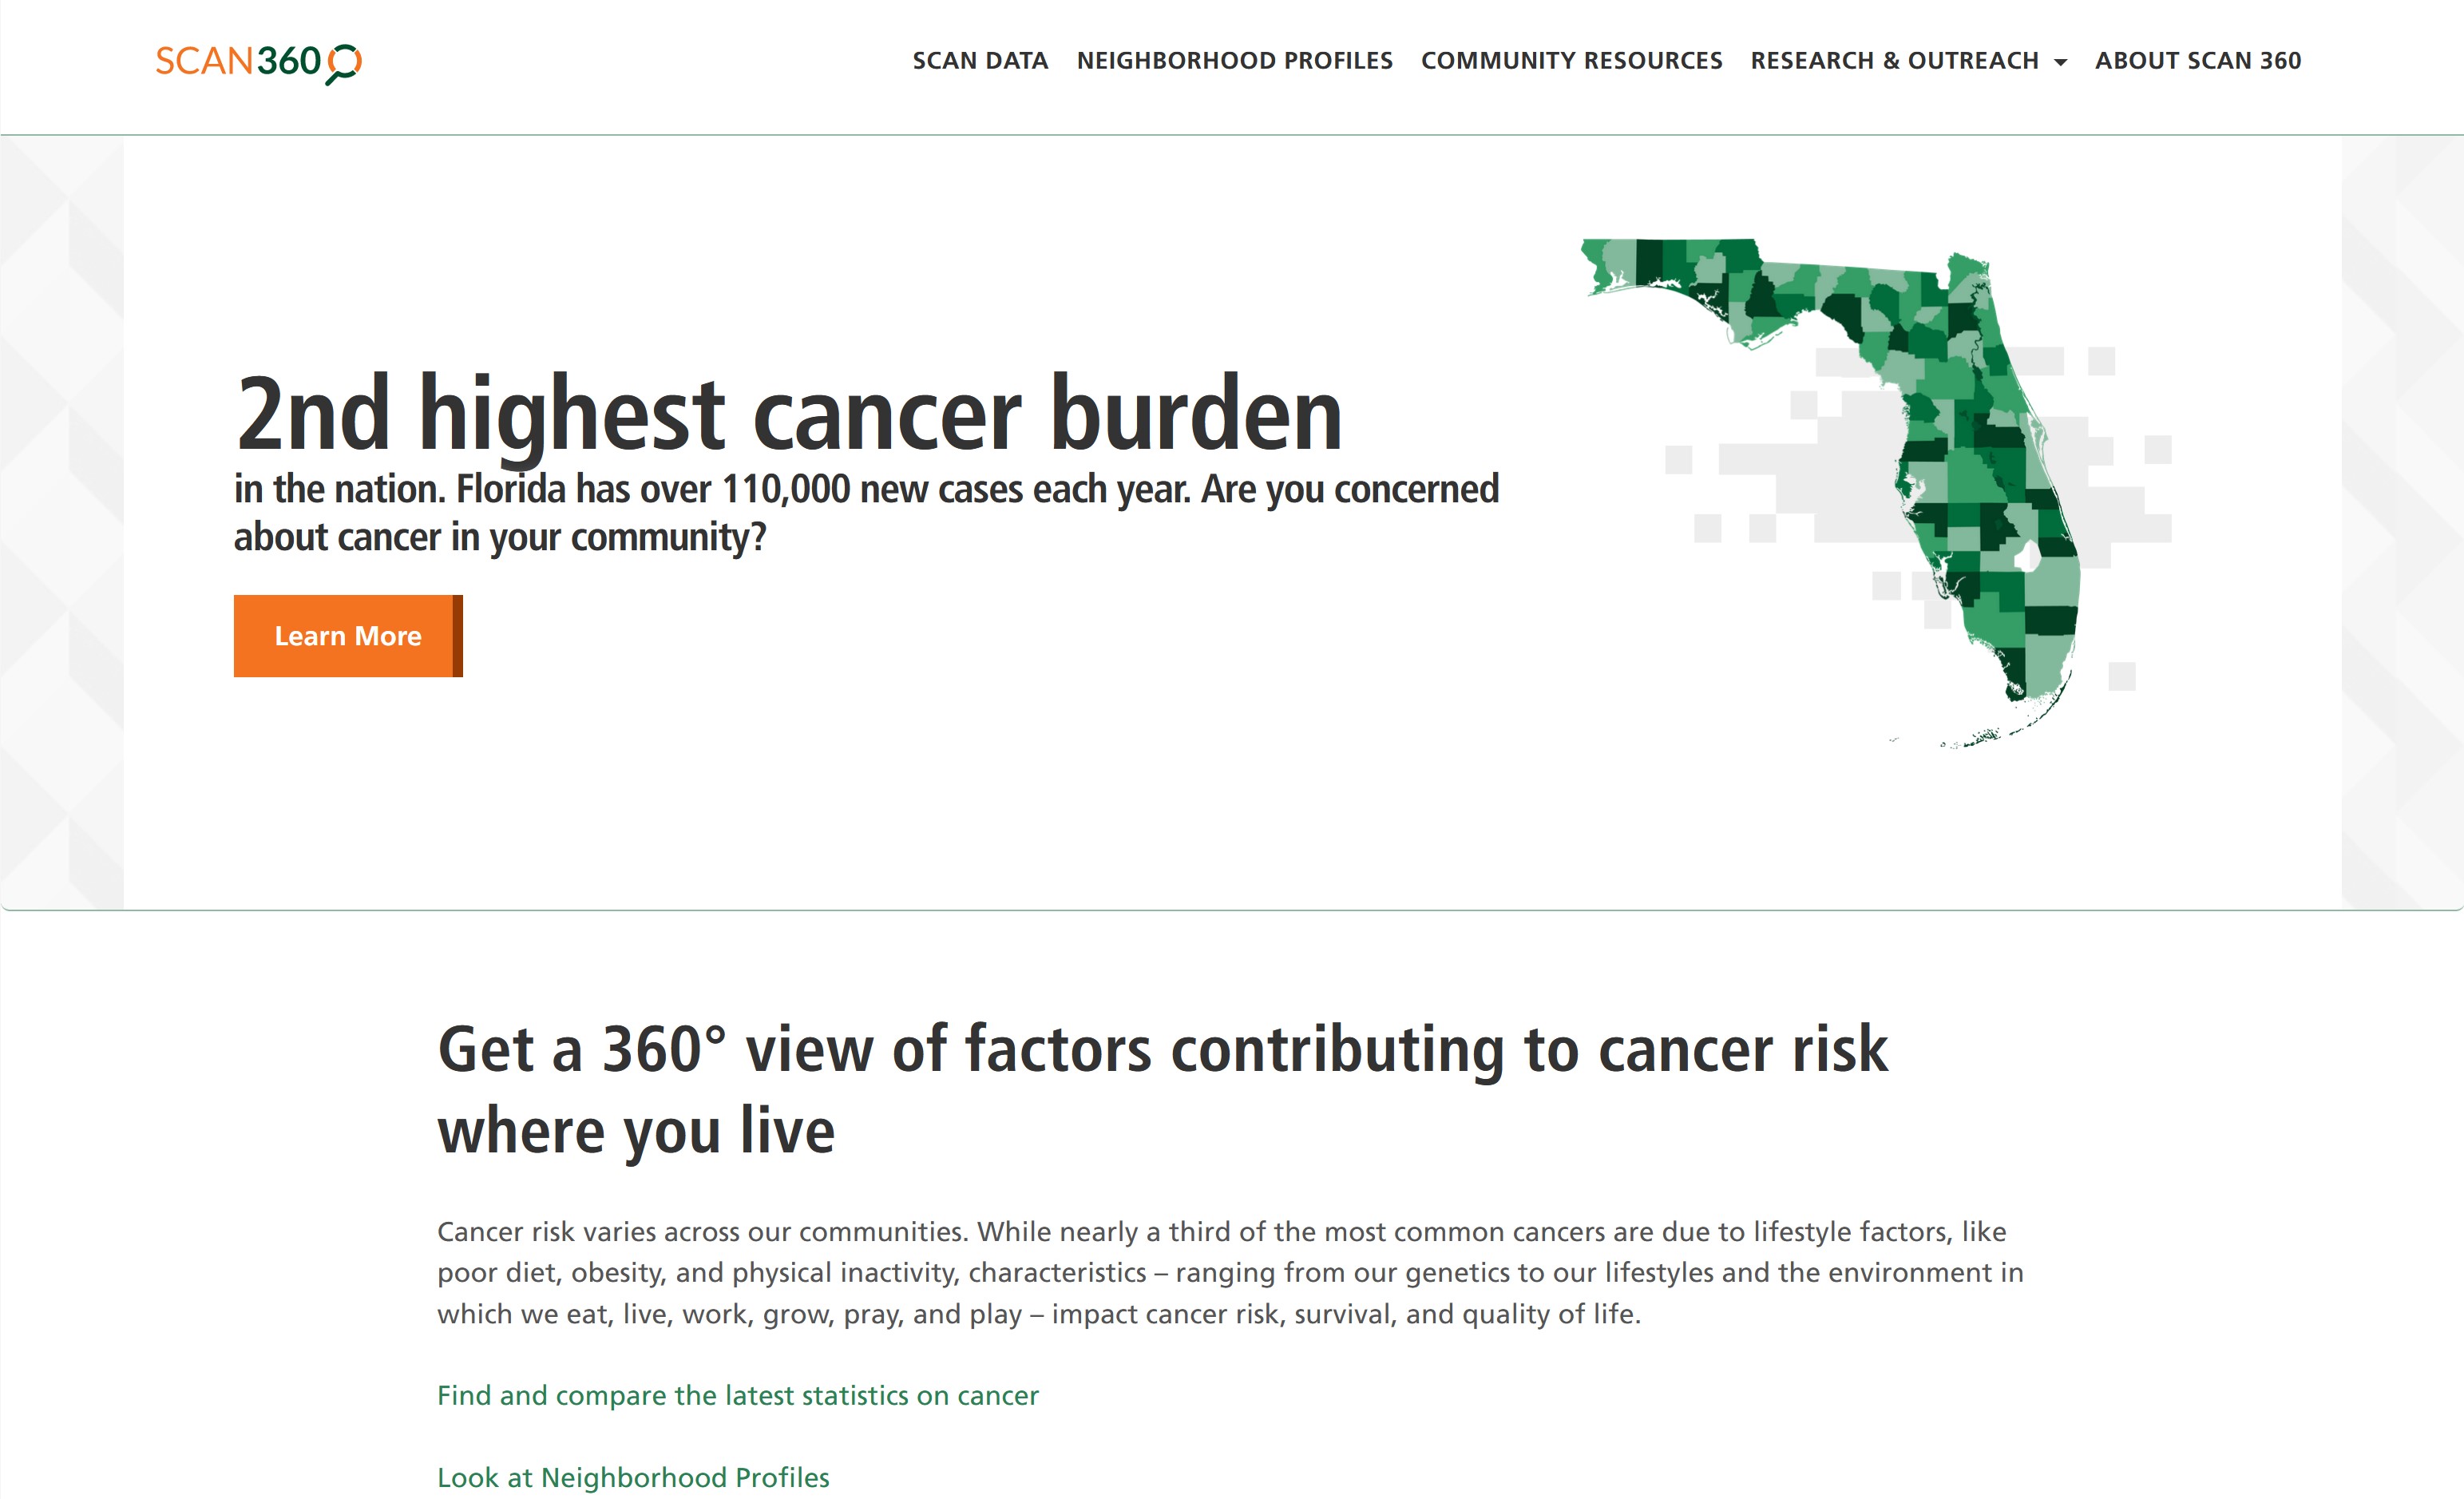 SCAN360
SCAN DATA NEIGHBORHOOD PROFILES COMMUNITY RESOURCES RESEARCH & OUTREACH ABOUT SCAN 360
2nd highest cancer burden
in the nation. Florida has over 110,000 new cases each year. Are you concerned
about cancer in your community?
Learn More
Get a 360° view of factors contributing to cancer risk
where you live
Cancer risk varies across our communities. While nearly a third of the most common cancers are due to lifestyle factors, like
poor diet, obesity, and physical inactivity, characteristics – ranging from our genetics to our lifestyles and the environment in
which we eat, live, work, grow, pray, and play – impact cancer risk, survival, and quality of life.
Find and compare the latest statistics on cancer
Look at Neighborhood Profiles